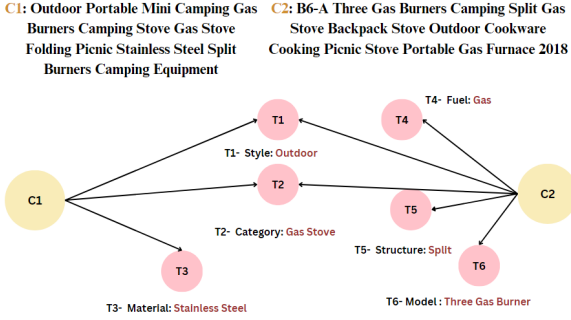 C1: Outdoor Portable Mini Camping Gas
Burners Camping Stove Gas Stove
Folding Picnic Stainless Steel Split
Burners Camping Equipment
C2: B6-A Three Gas Burners Camping Split Gas
Stove Backpack Stove Outdoor Cookware
Cooking Picnic Stove Portable Gas Furnace 2018
T4- Fuel: Gas
T1
T4
T1- Style: Outdoor
T2
C1
C2
T5
T2- Category: Gas Stove
T5- Structure: Split
T3
T6
T3- Material: Stainless Steel
T6- Model : Three Gas Burner